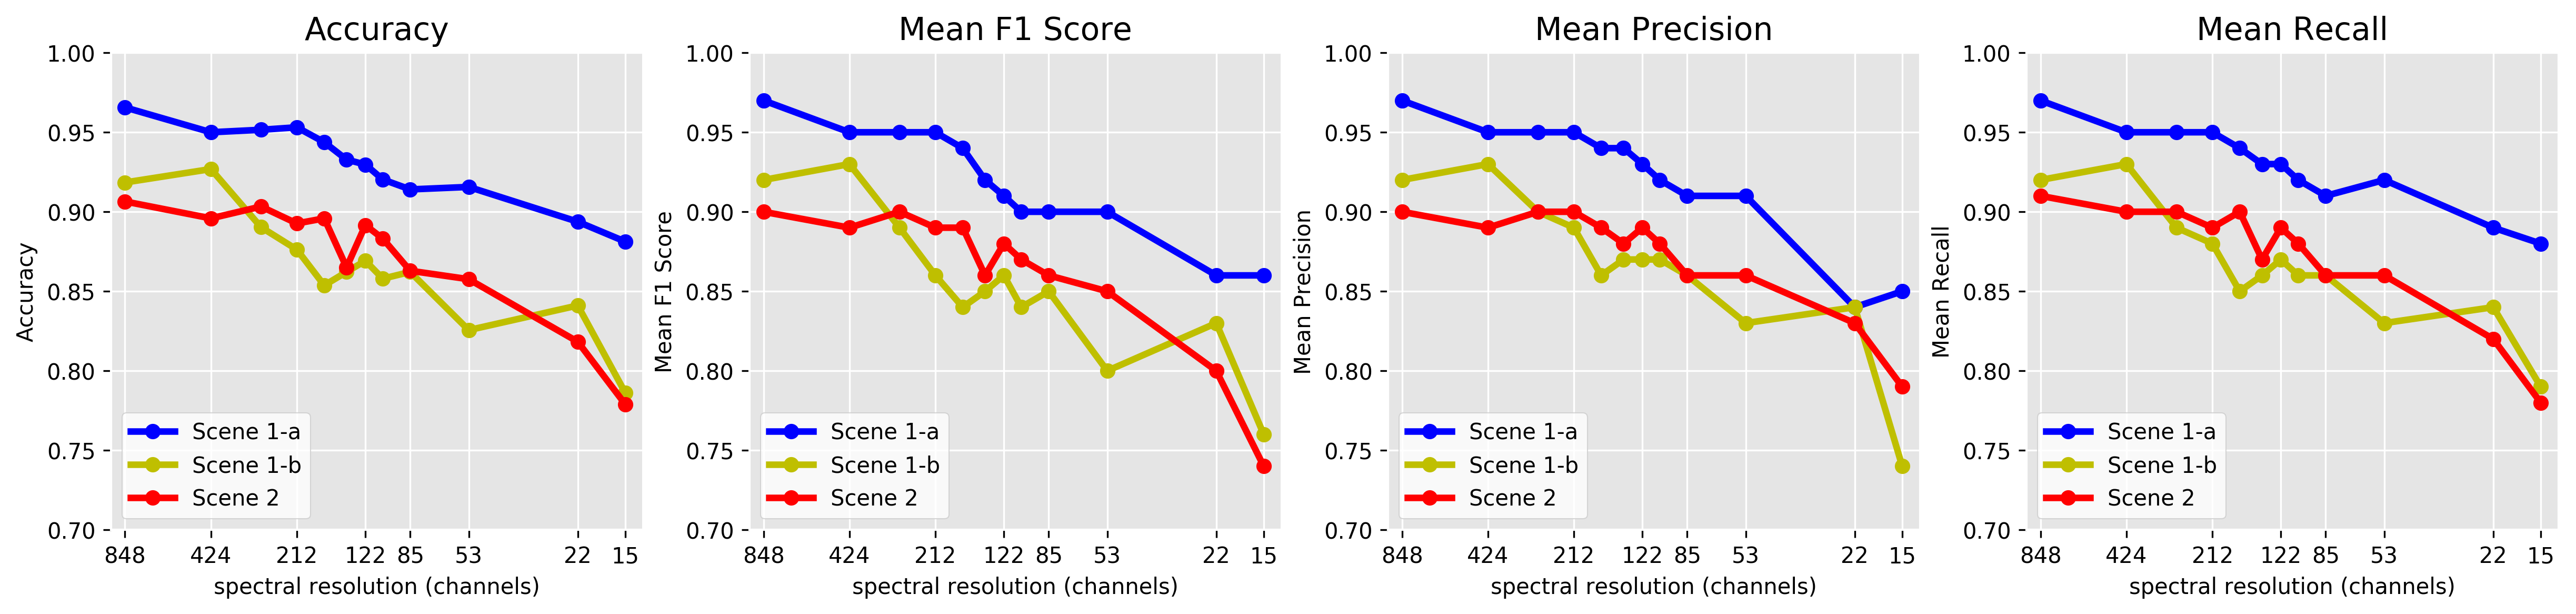 Accuracy
1.00
0.95
0.90
0.85
0.80
0.75
0.70
Accuracy
Scene 1-a
Scene 1-b
Scene 2
848 424 212 122 85 53 22 15
spectral resolution (channels)
Mean F1 Score
1.00
0.95
0.90
0.85
0.80
0.75
0.70
Mean F1 Score
Scene 1-a
Scene 1-b
Scene 2
848 424 212 122 85 53 22 15
spectral resolution (channels)
Mean Precision
1.00
0.95
0.90
0.85
0.80
0.75
0.70
Mean Precision
Scene 1-a
Scene 1-b
Scene 2
848 424 212 122 85 53 22 15
spectral resolution (channels)
Mean Recall
1.00
0.95
0.90
0.85
0.80
0.75
0.70
Mean Recall
Scene 1-a
Scene 1-b
Scene 2
848 424 212 122 85 53 22 15
spectral resolution (channels)